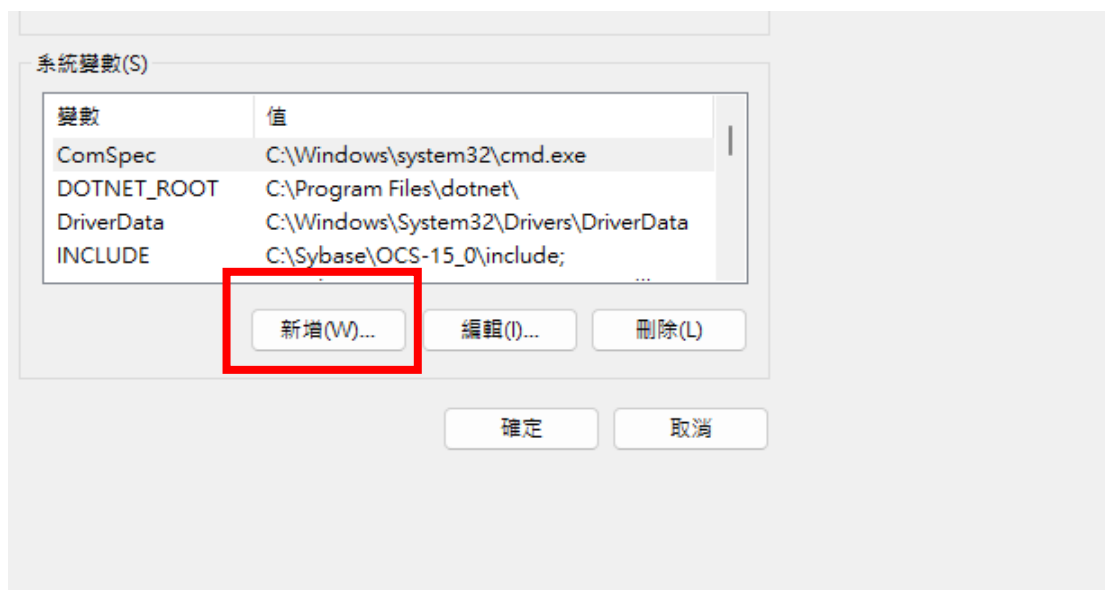 系統變數(S)
變數 值
ComSpec C:\Windows\system32\cmd.exe
DOTNET_ROOT C:\Program Files\dotnet\
DriverData C:\Windows\System32\Drivers\DriverData
INCLUDE C:\Sybase\OCS-15_0\include;
新增(W)... 編輯(I)... 刪除(L)
確定 取消